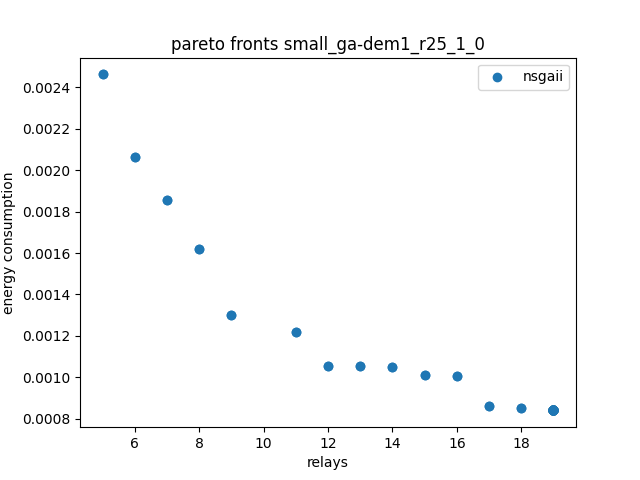 pareto fronts small_ga-dem1_r25_1_0
nsgaii
energy consumption
0.0024
0.0022
0.0020
0.0018
0.0016
0.0014
0.0012
0.0010
0.0008
6 8 10 12 14 16 18
relays